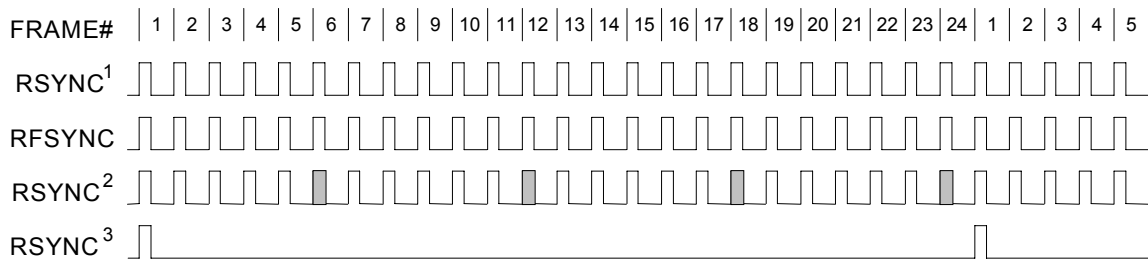 FRAME# 1 2 3 4 5 6 7 8 9 10 11 12 13 14 15 16 17 18 19 20 21 22 23 24 1 2 3 4 5
RSYNC¹
RFSYNC
RSYNC²
RSYNC³